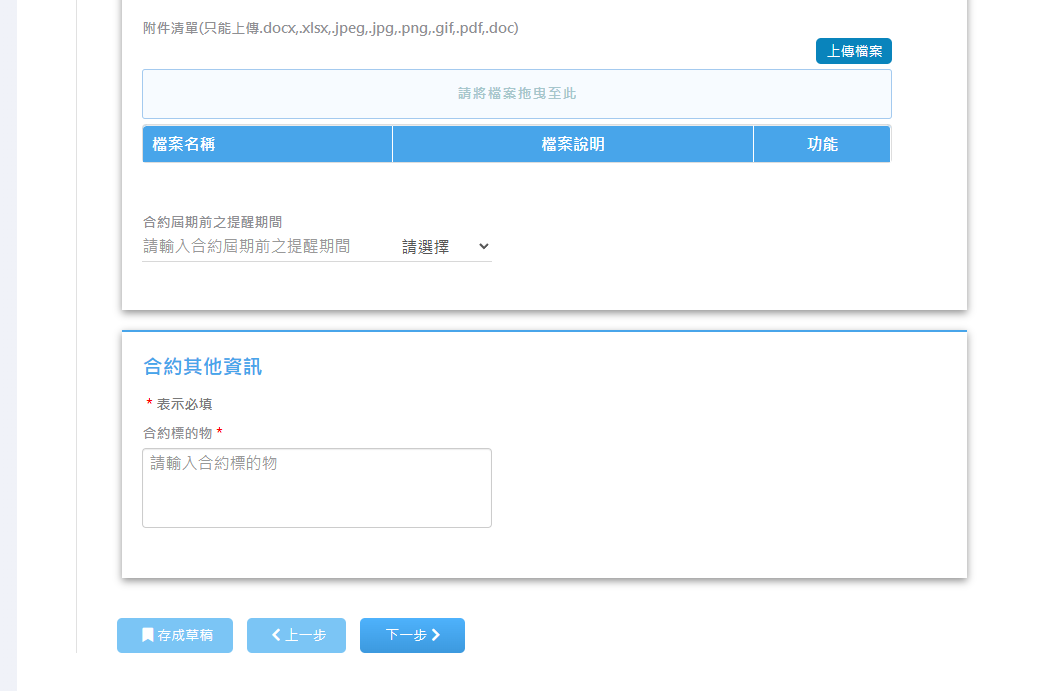 附件清單(只能上傳.docx,.xlsx,.jpeg,.jpg,.png,.gif,.pdf,.doc)
上傳檔案
請將檔案拖曳至此
檔案名稱 檔案說明 功能
合約屆期前之提醒期間
請輸入合約屆期前之提醒期間 請選擇
合約其他資訊
* 表示必填
合約標的物 *
請輸入合約標的物
存成草稿 上一步 下一步